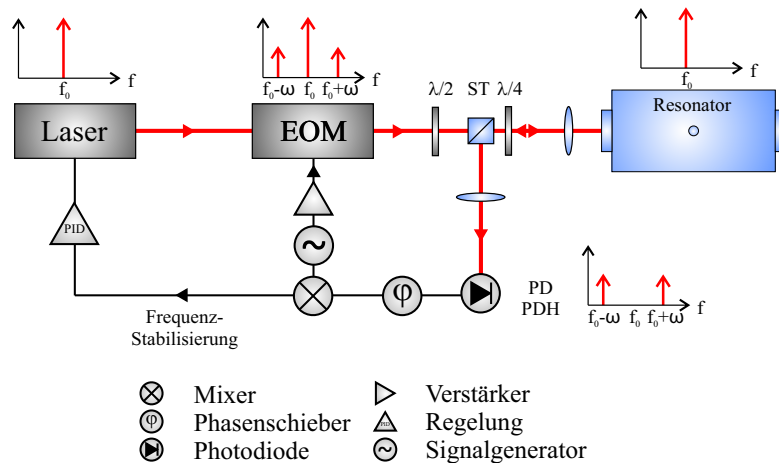 f
f₀
f
f₀-ω f₀ f₀+ω
f
f₀
λ/2 ST λ/4
Laser
EOM
Resonator
PID
φ
PD
PDH
f
f₀-ω f₀ f₀+ω
Frequenz-
Stabilisierung
Mixer
Verstärker
φ
Phasenschieber
PID
Regelung
Photodiode
Signalgenerator